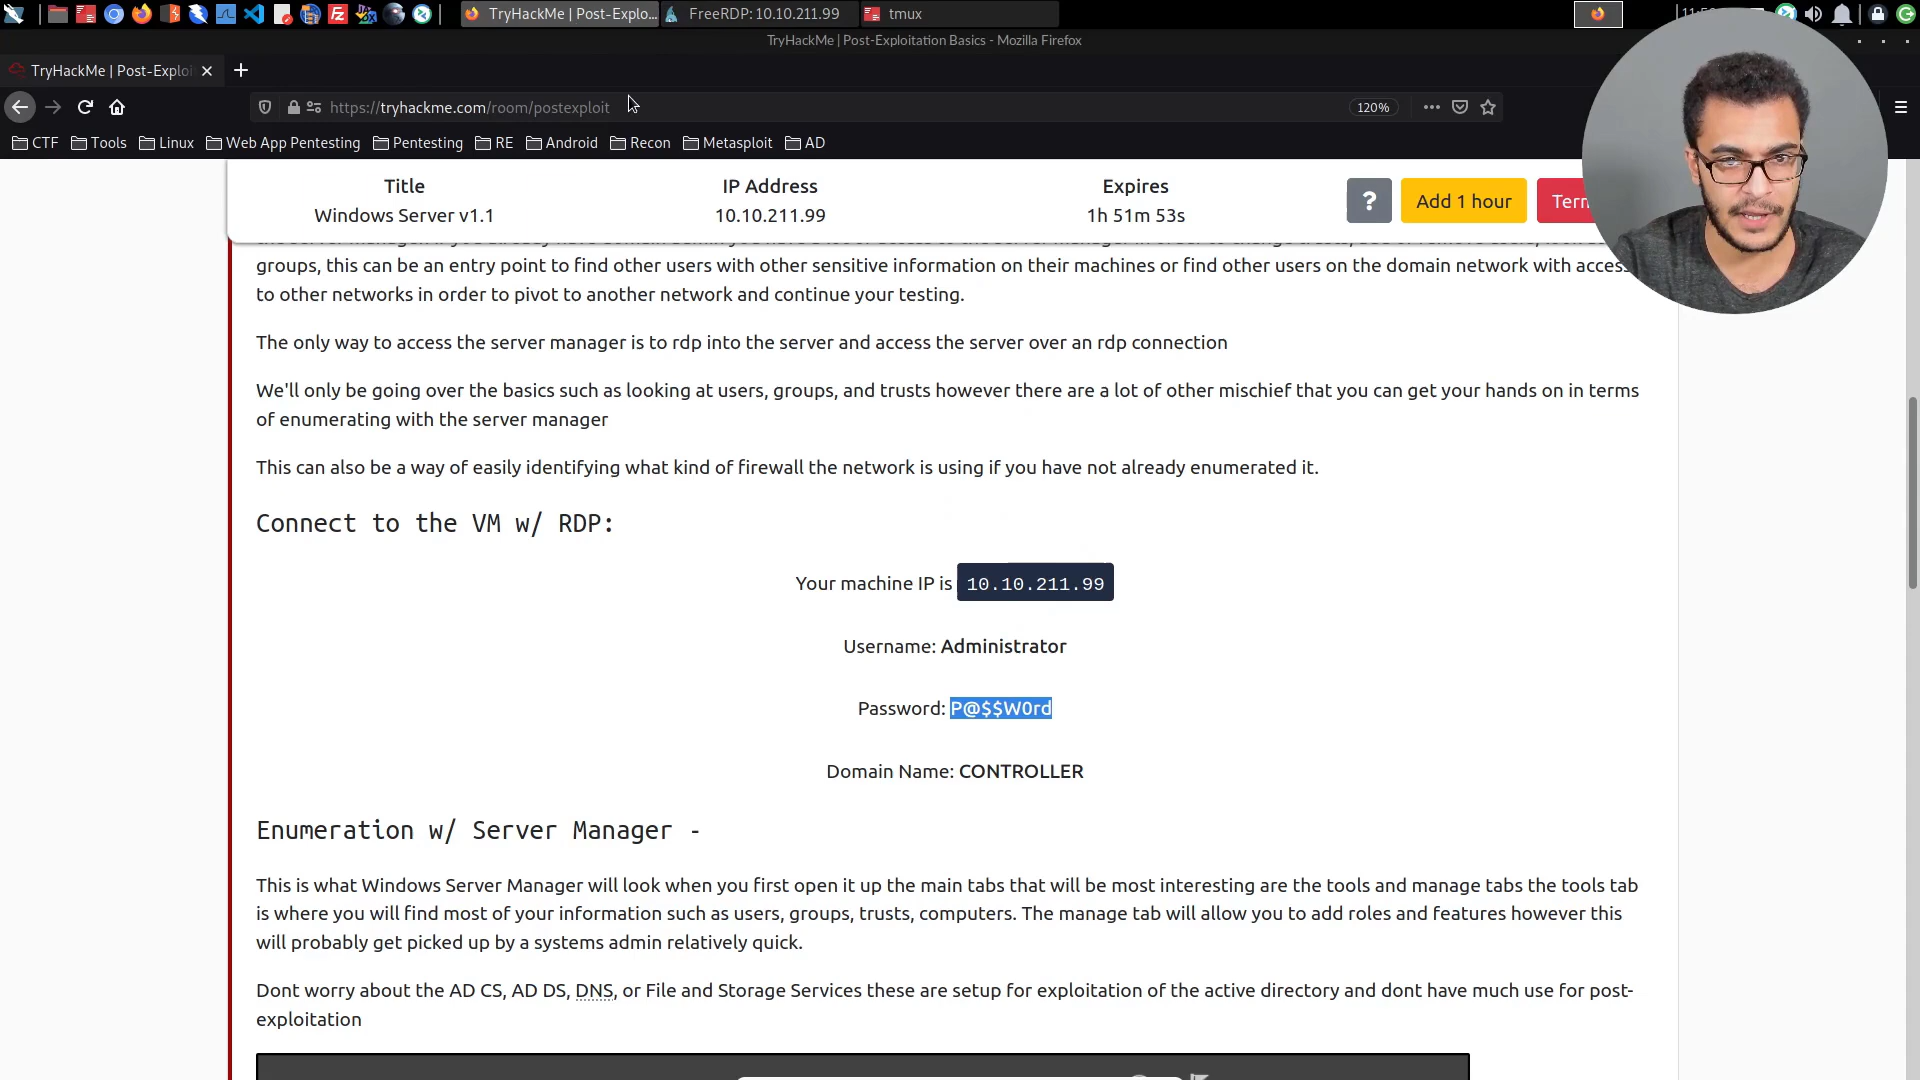 TryHackMe | Post-Explo...
FreeRDP: 10.10.211.99
tmux
TryHackMe | Post-Exploitation Basics - Mozilla Firefox
TryHackMe | Post-Exploi
https://tryhackme.com/room/postexploit
120%
CTF Tools Linux Web App Pentesting Pentesting RE Android Recon Metasploit AD
Title IP Address Expires
Windows Server v1.1 10.10.211.99 1h 51m 53s
? Add 1 hour
groups, this can be an entry point to find other users with other sensitive information on their machines or find other users on the domain network with access
to other networks in order to pivot to another network and continue your testing.
The only way to access the server manager is to rdp into the server and access the server over an rdp connection
We'll only be going over the basics such as looking at users, groups, and trusts however there are a lot of other mischief that you can get your hands on in terms
of enumerating with the server manager
This can also be a way of easily identifying what kind of firewall the network is using if you have not already enumerated it.
Connect to the VM w/ RDP:
Your machine IP is 10.10.211.99
Username: Administrator
Password: P@$$W0rd
Domain Name: CONTROLLER
Enumeration w/ Server Manager -
This is what Windows Server Manager will look when you first open it up the main tabs that will be most interesting are the tools and manage tabs the tools tab
is where you will find most of your information such as users, groups, trusts, computers. The manage tab will allow you to add roles and features however this
will probably get picked up by a systems admin relatively quick.
Dont worry about the AD CS, AD DS, DNS, or File and Storage Services these are setup for exploitation of the active directory and dont have much use for post-
exploitation